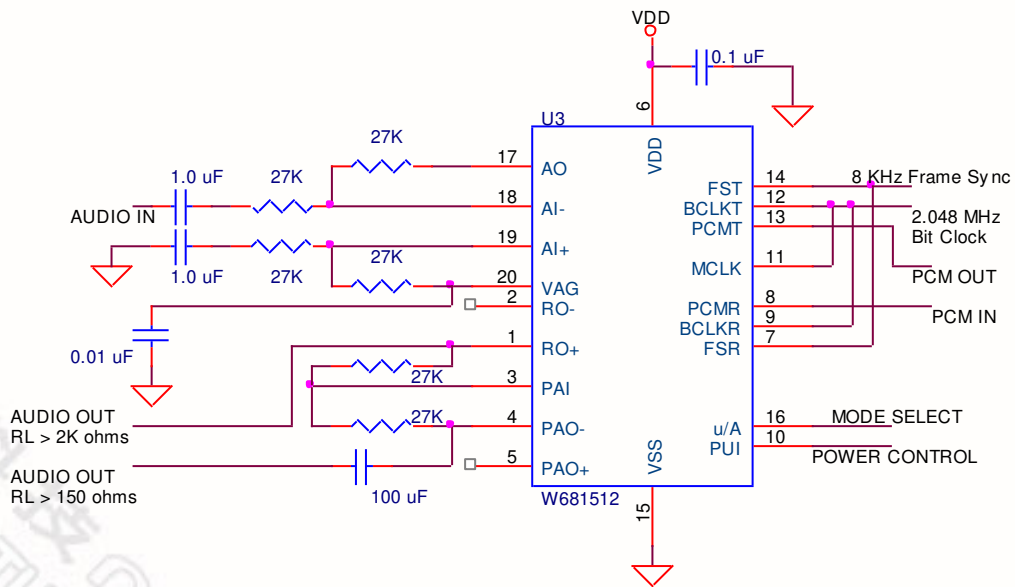 VDD
0.1 uF
6
U3
VDD
27K
17
AO
1.0 uF
27K
18
AI-
AUDIO IN
19
AI+
1.0 uF
27K
27K
20
VAG
2
RO-
0.01 uF
1
RO+
27K
3
PAI
AUDIO OUT
RL > 2K ohms
27K
4
PAO-
AUDIO OUT
RL > 150 ohms
100 uF
5
PAO+
VSS
W681512
15
FST
14
8 KHz Frame Sync
BCLKT
12
PCMT
13
2.048 MHz
Bit Clock
MCLK
11
PCM OUT
PCMR
8
PCM IN
BCLKR
9
FSR
7
u/A
16
MODE SELECT
PUI
10
POWER CONTROL